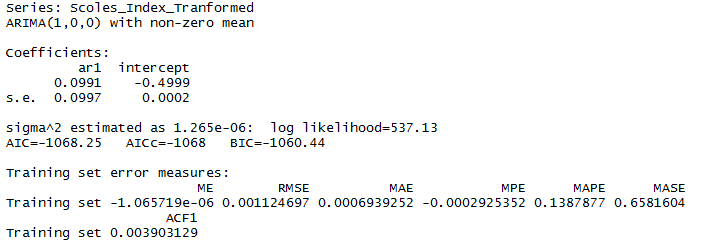 Series: Scoles_Index_Tranformed
ARIMA(1,0,0) with non-zero mean
Coefficients:
ar1 intercept
0.0991 -0.4999
s.e. 0.0997 0.0002
sigma^2 estimated as 1.265e-06: log likelihood=537.13
AIC=-1068.25 AICc=-1068 BIC=-1060.44
Training set error measures:
ME RMSE MAE MPE MAPE MASE
Training set -1.065719e-06 0.001124697 0.0006939252 -0.0002925352 0.1387877 0.6581604
ACF1
Training set 0.003903129